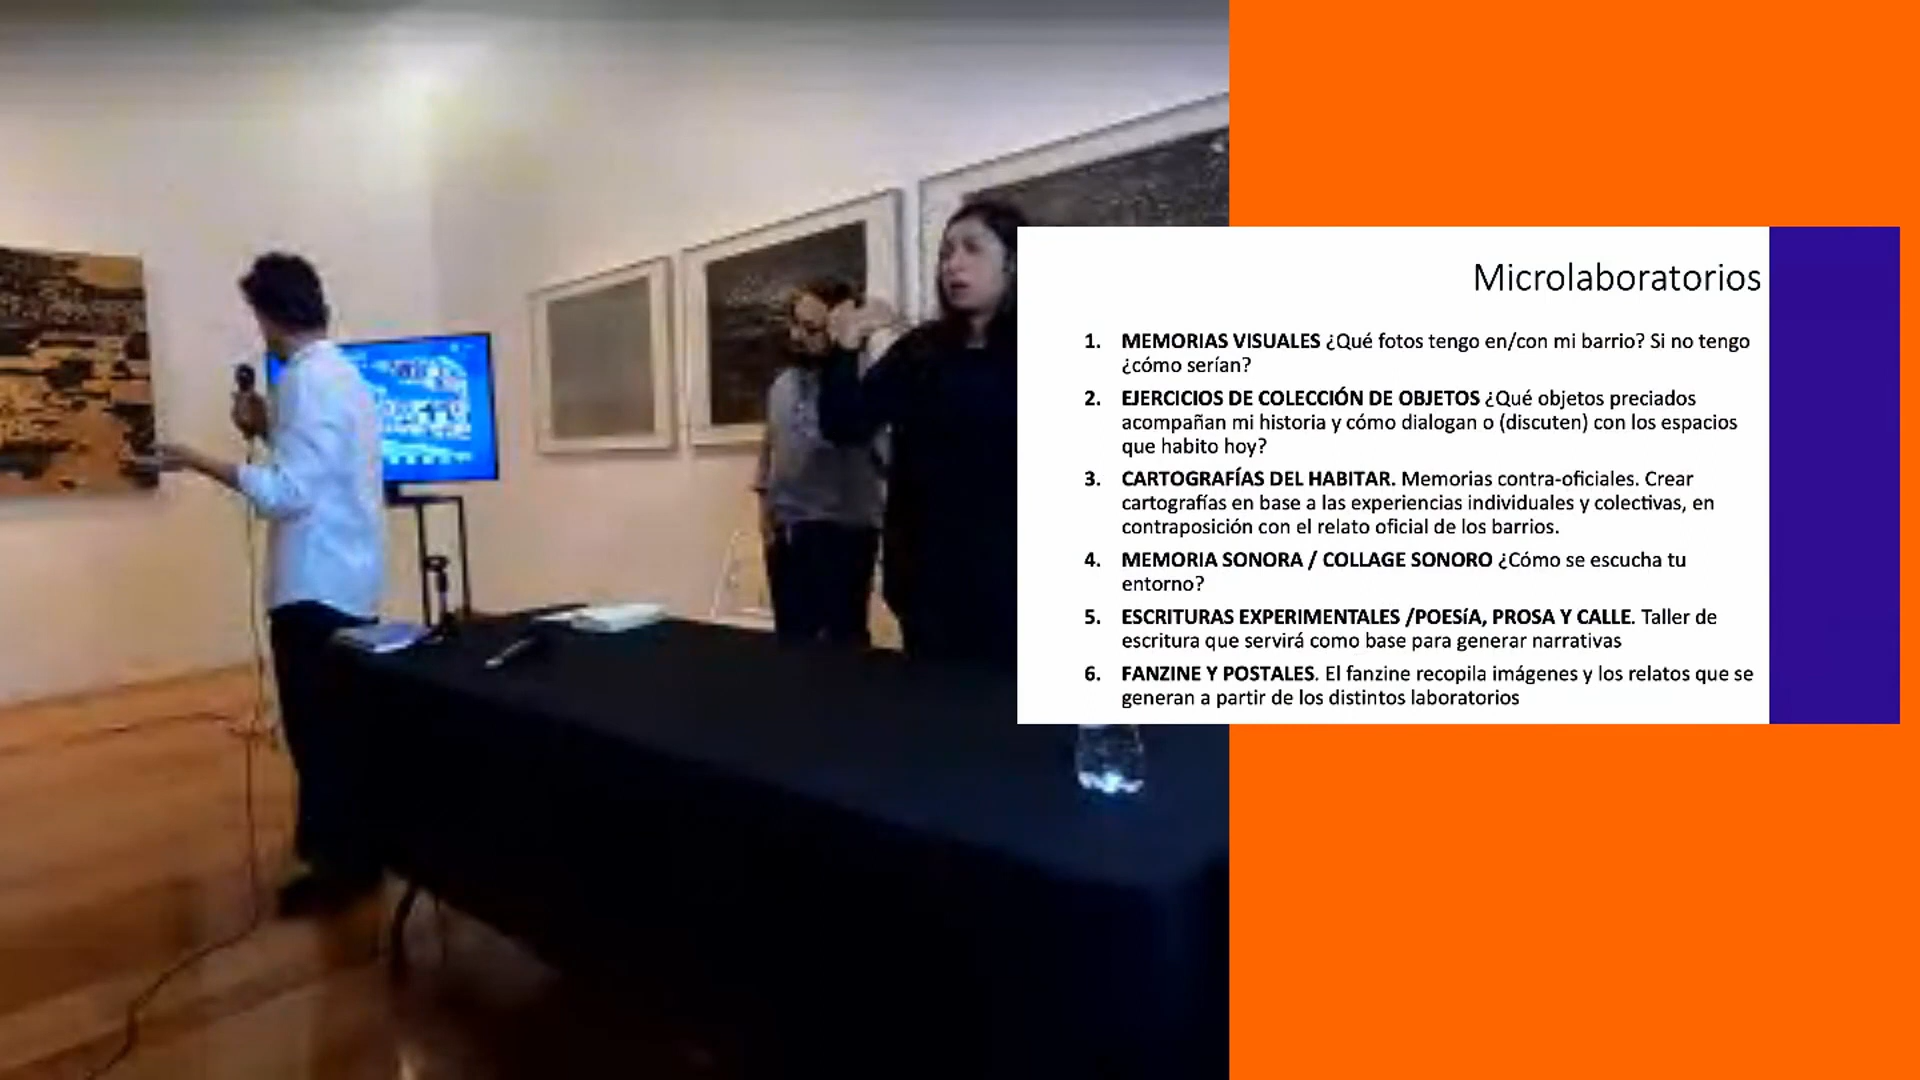 Microlaboratorios
1. MEMORIAS VISUALES ¿Qué fotos tengo en/con mi barrio? Si no tengo
¿cómo serían?
2. EJERCICIOS DE COLECCIÓN DE OBJETOS ¿Qué objetos preciados
acompañan mi historia y cómo dialogan o (discuten) con los espacios
que habito hoy?
3. CARTOGRAFÍAS DEL HABITAR. Memorias contra-oficiales. Crear
cartografías en base a las experiencias individuales y colectivas, en
contraposición con el relato oficial de los barrios.
4. MEMORIA SONORA / COLLAGE SONORO ¿Cómo se escucha tu
entorno?
5. ESCRITURAS EXPERIMENTALES /POESíA, PROSA Y CALLE. Taller de
escritura que servirá como base para generar narrativas
6. FANZINE Y POSTALES. El fanzine recopila imágenes y los relatos que se
generan a partir de los distintos laboratorios